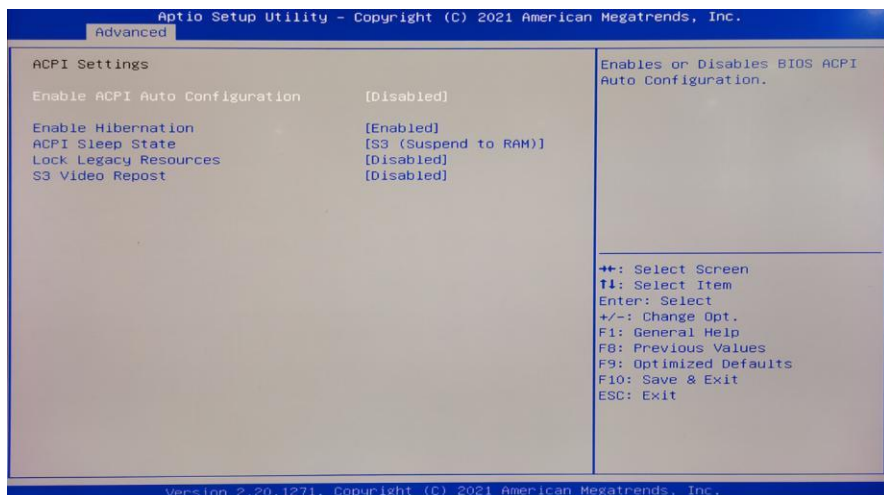 Aptio Setup Utility – Copyright (C) 2021 American Megatrends, Inc.
Advanced
ACPI Settings
Enable ACPI Auto Configuration [Disabled]
Enable Hibernation [Enabled]
ACPI Sleep State [S3 (Suspend to RAM)]
Lock Legacy Resources [Disabled]
S3 Video Repost [Disabled]
Enables or Disables BIOS ACPI
Auto Configuration.
→←: Select Screen
↑↓: Select Item
Enter: Select
+/-: Change Opt.
F1: General Help
F8: Previous Values
F9: Optimized Defaults
F10: Save & Exit
ESC: Exit
Version 2.20.1271. Copyright (C) 2021 American Megatrends, Inc.